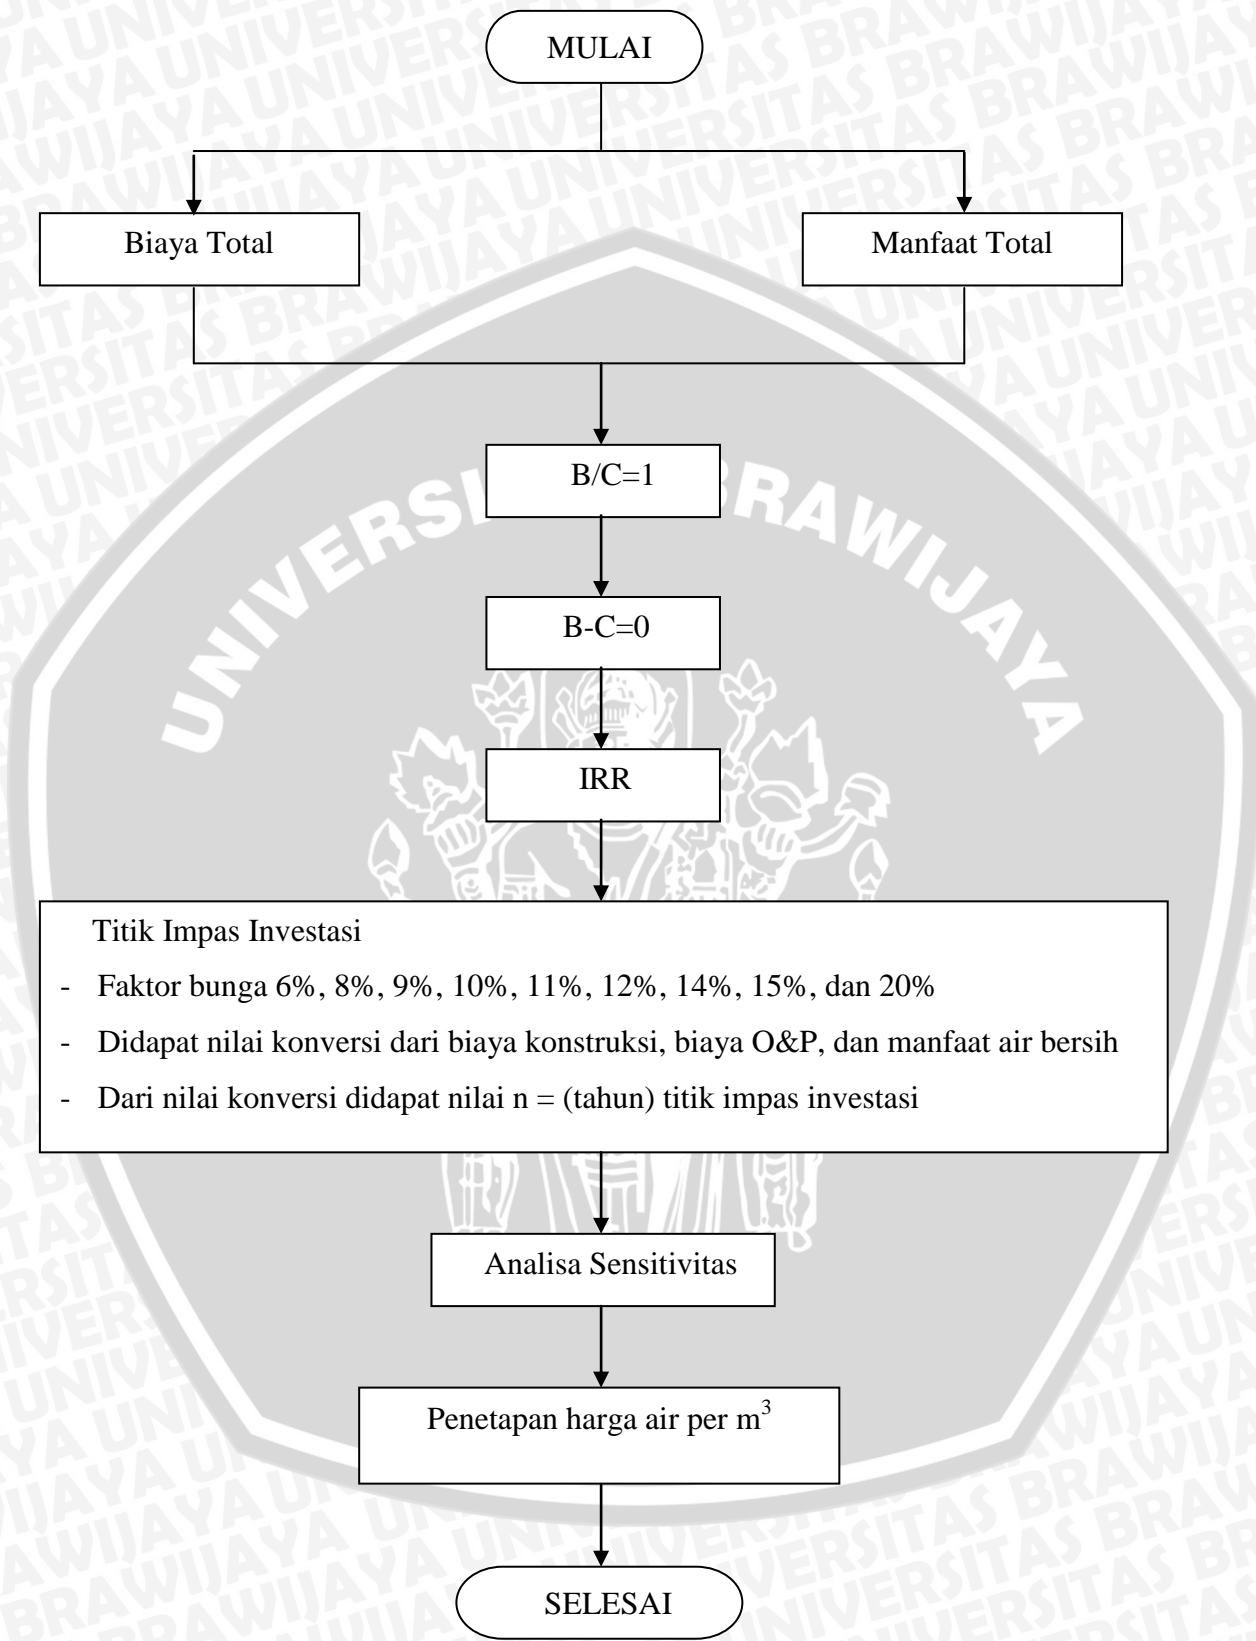 MULAI
Biaya Total
Manfaat Total
B/C=1
B-C=0
IRR
Titik Impas Investasi
- Faktor bunga 6%, 8%, 9%, 10%, 11%, 12%, 14%, 15%, dan 20%
- Didapat nilai konversi dari biaya konstruksi, biaya O&P, dan manfaat air bersih
- Dari nilai konversi didapat nilai n = (tahun) titik impas investasi
Analisa Sensitivitas
Penetapan harga air per m³
SELESAI